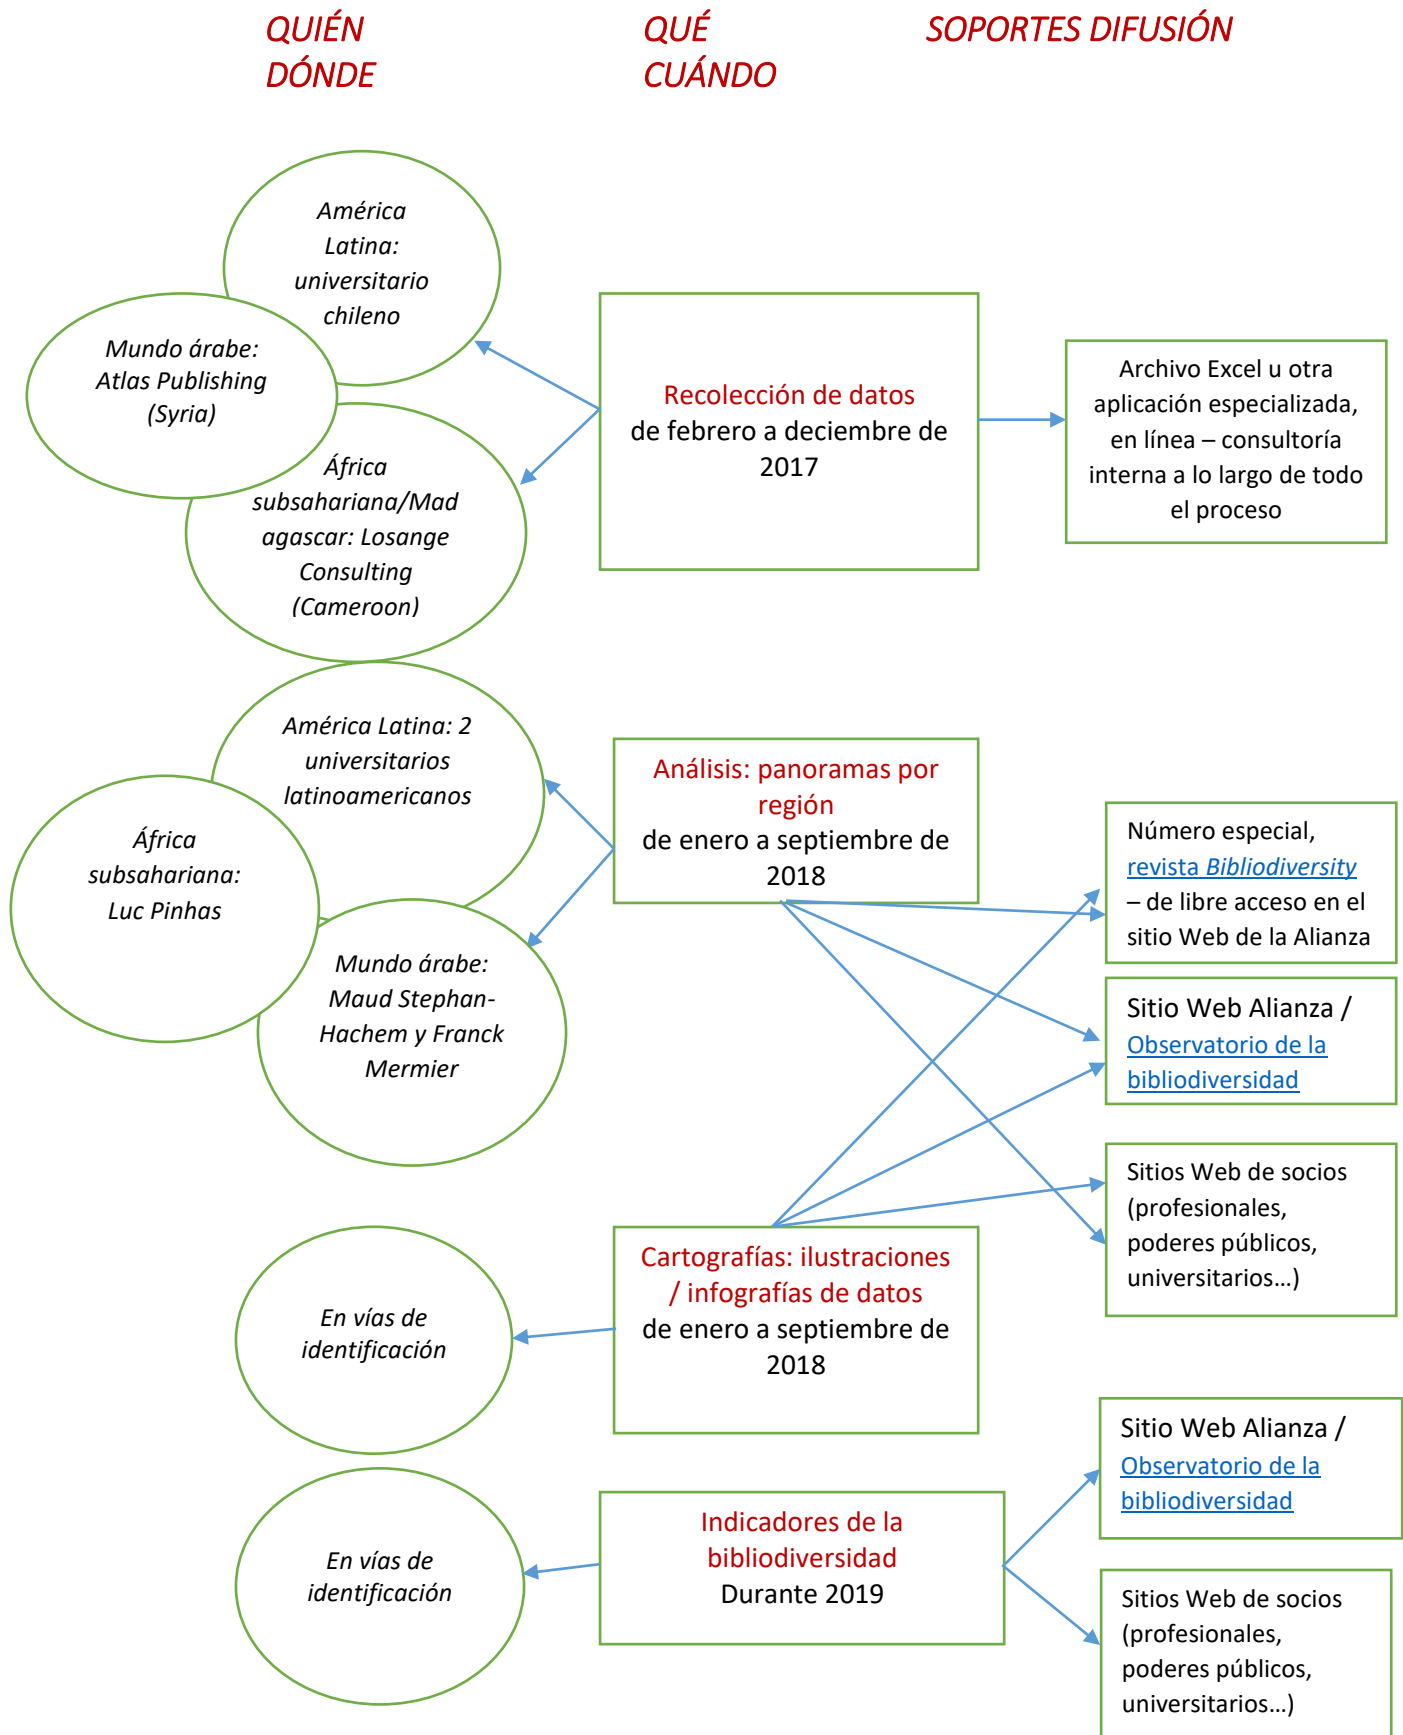 QUIÉN
DÓNDE
QUÉ
CUÁNDO
SOPORTES DIFUSIÓN
América
Latina:
universitario
chileno
Mundo árabe:
Atlas Publishing
(Syria)
África
subsahariana/Mad
agascar: Losange
Consulting
(Cameroon)
Recolección de datos
de febrero a deciembre de
2017
Archivo Excel u otra
aplicación especializada,
en línea – consultoría
interna a lo largo de todo
el proceso
América Latina: 2
universitarios
latinoamericanos
África
subsahariana:
Luc Pinhas
Mundo árabe:
Maud Stephan-
Hachem y Franck
Mermier
Análisis: panoramas por
región
de enero a septiembre de
2018
Número especial,
revista Bibliodiversity
– de libre acceso en el
sitio Web de la Alianza
Sitio Web Alianza /
Observatorio de la
bibliodiversidad
Sitios Web de socios
(profesionales,
poderes públicos,
universitarios…)
En vías de
identificación
Cartografías: ilustraciones
/ infografías de datos
de enero a septiembre de
2018
En vías de
identificación
Indicadores de la
bibliodiversidad
Durante 2019
Sitio Web Alianza /
Observatorio de la
bibliodiversidad
Sitios Web de socios
(profesionales,
poderes públicos,
universitarios…)